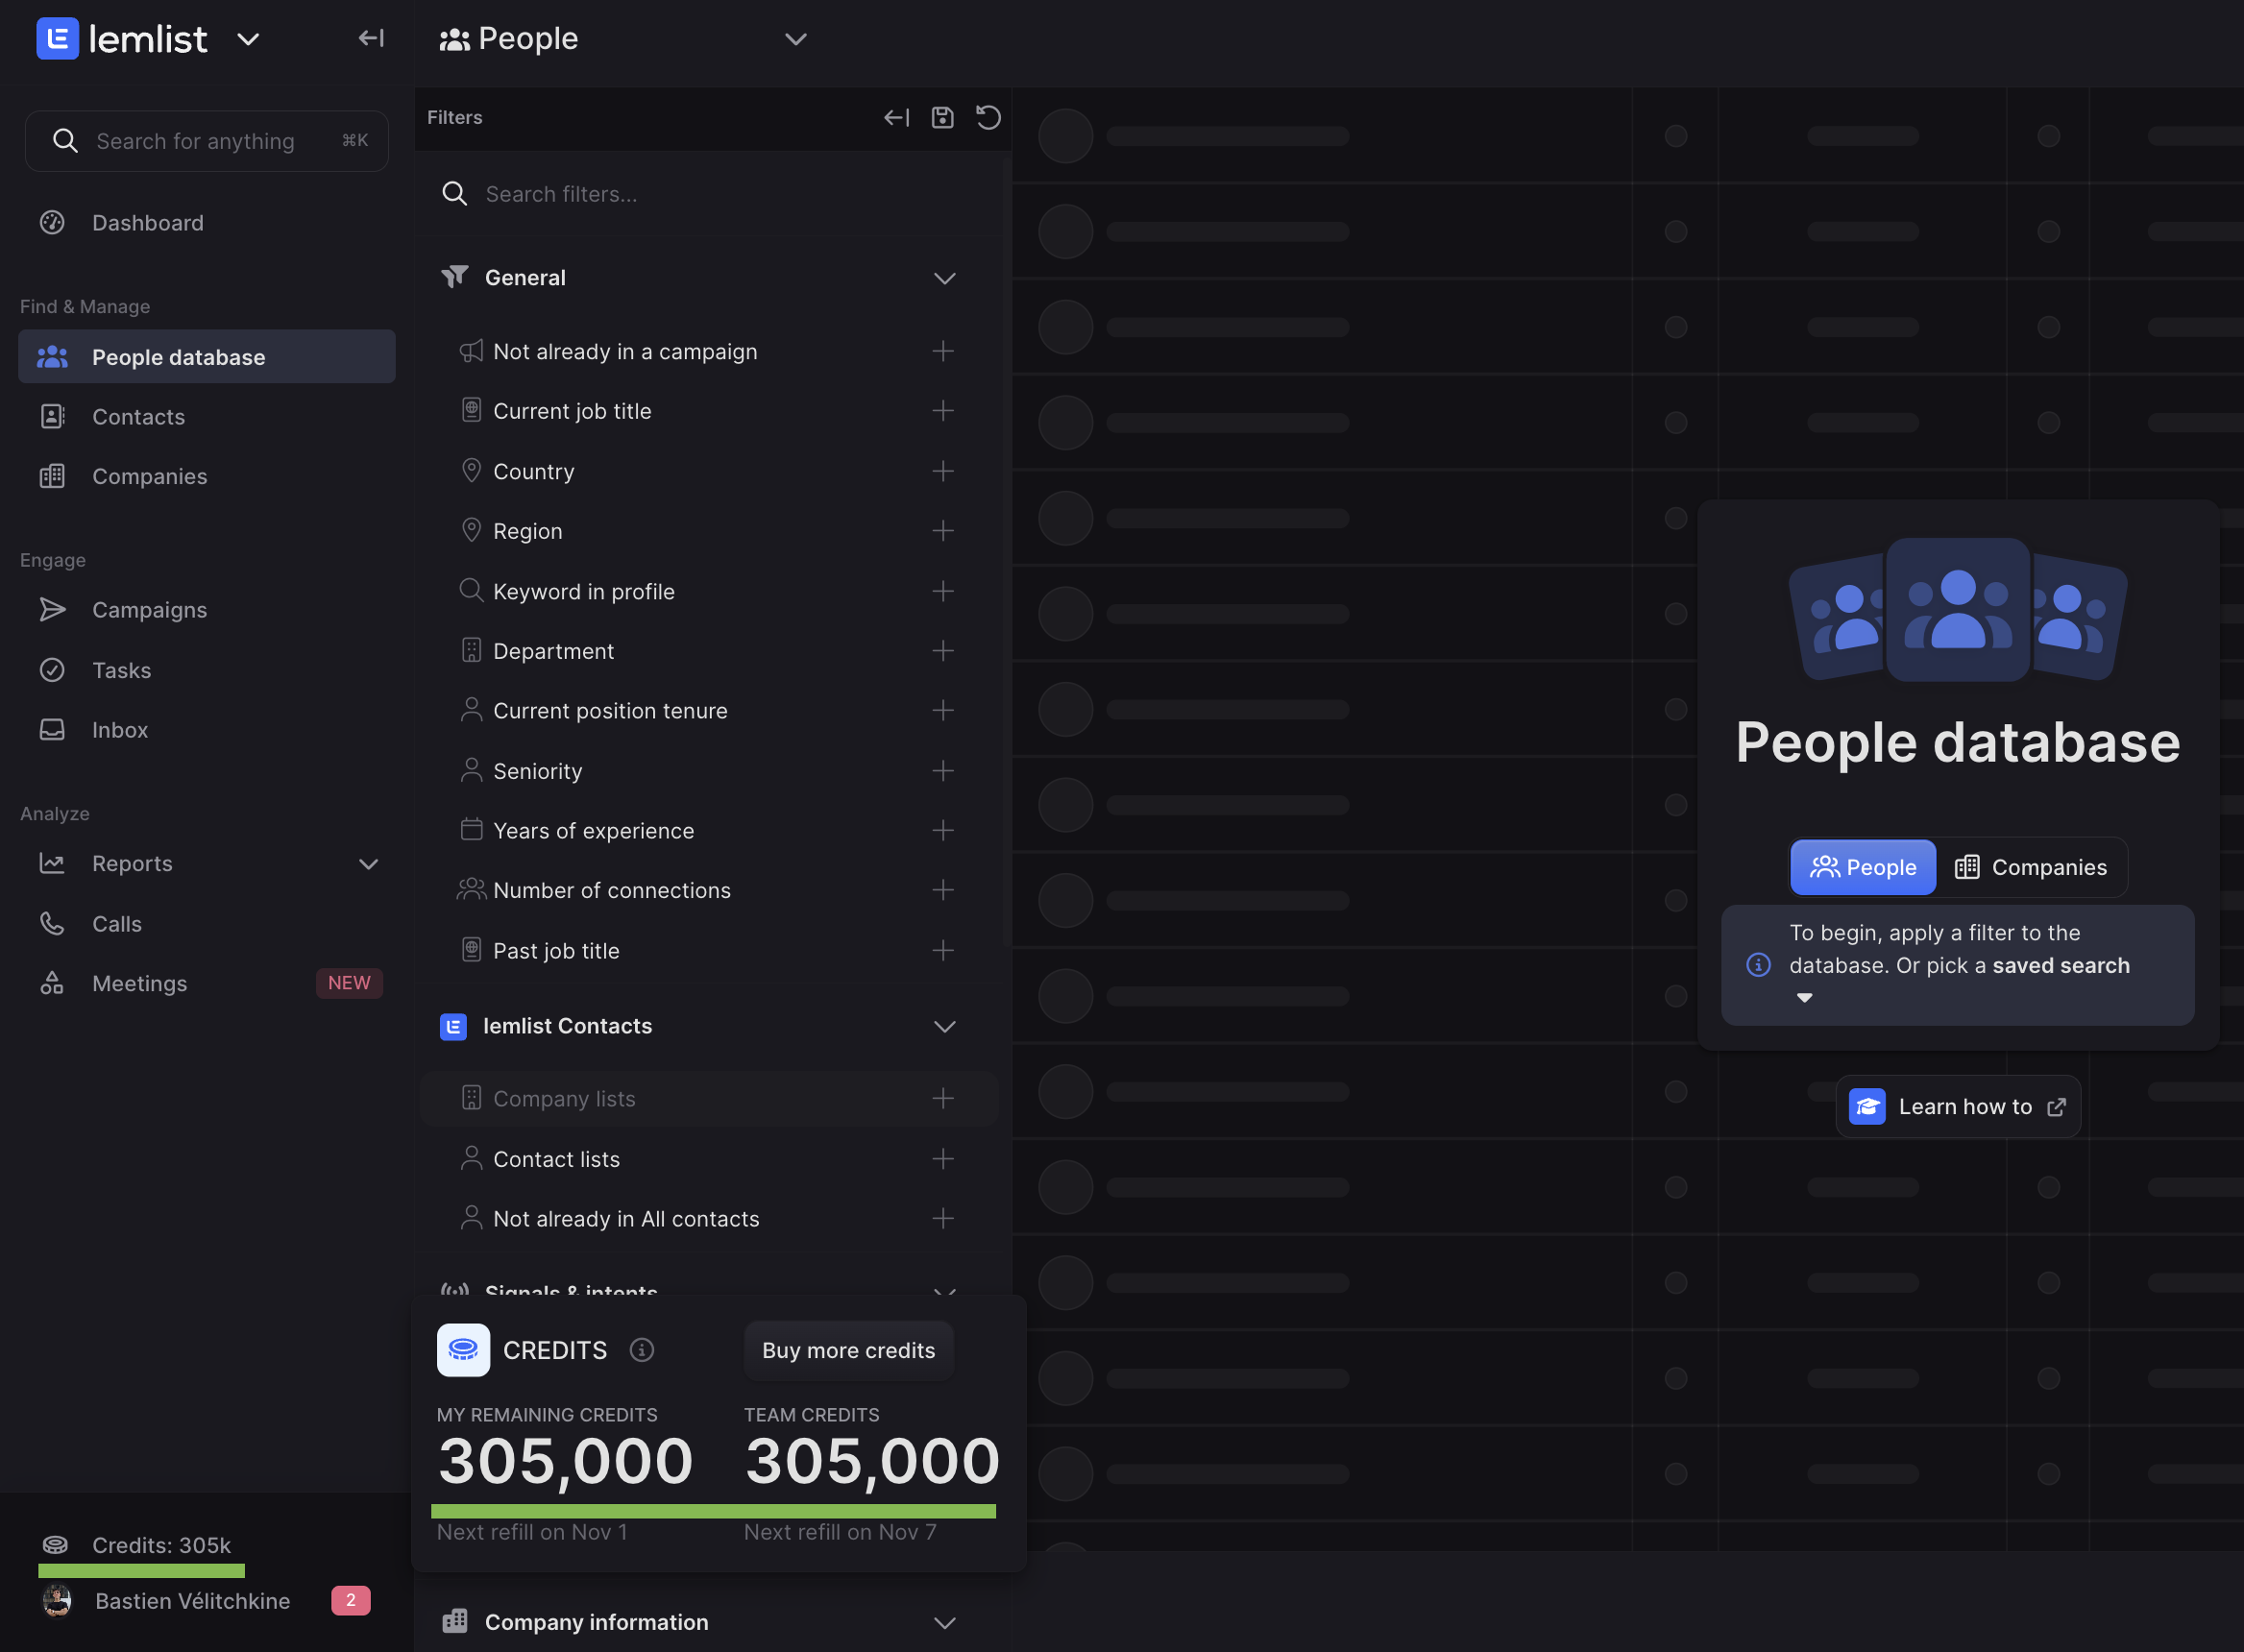 lemlist
Search for anything
⌘K
Dashboard
Find & Manage
People database
Contacts
Companies
Engage
Campaigns
Tasks
Inbox
Analyze
Reports
Calls
Meetings
NEW
Credits: 305k
Bastien Vélitchkine
2
People
Filters
Search filters...
General
Not already in a campaign
Current job title
Country
Region
Keyword in profile
Department
Current position tenure
Seniority
Years of experience
Number of connections
Past job title
lemlist Contacts
Company lists
Contact lists
Not already in All contacts
Signals & intents
CREDITS
Buy more credits
MY REMAINING CREDITS
305,000
Next refill on Nov 1
TEAM CREDITS
305,000
Next refill on Nov 7
Company information
People database
People
Companies
To begin, apply a filter to the
database. Or pick a saved search
Learn how to